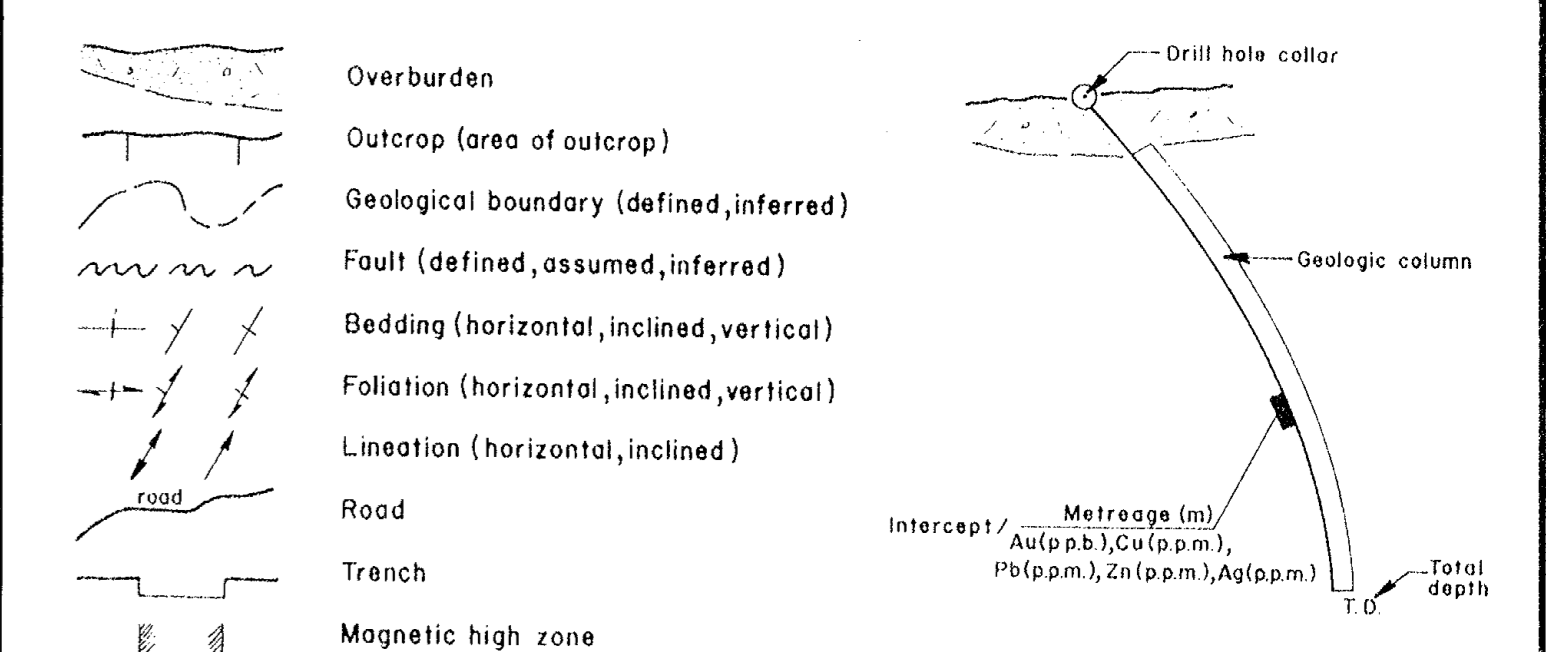 Overburden
Outcrop (area of outcrop)
Geological boundary (defined,inferred)
Fault (defined,assumed,inferred)
Bedding (horizontal,inclined,vertical)
Foliation (horizontal,inclined,vertical)
Lineation (horizontal,inclined)
road
Road
Trench
Magnetic high zone
Drill hole collar
Geologic column
Intercept/ Metreage (m)
Au(p.p.b.),Cu(p.p.m.),
Pb(p.p.m.), Zn(p.p.m.),Ag(p.p.m.)
Total
depth
T.D.